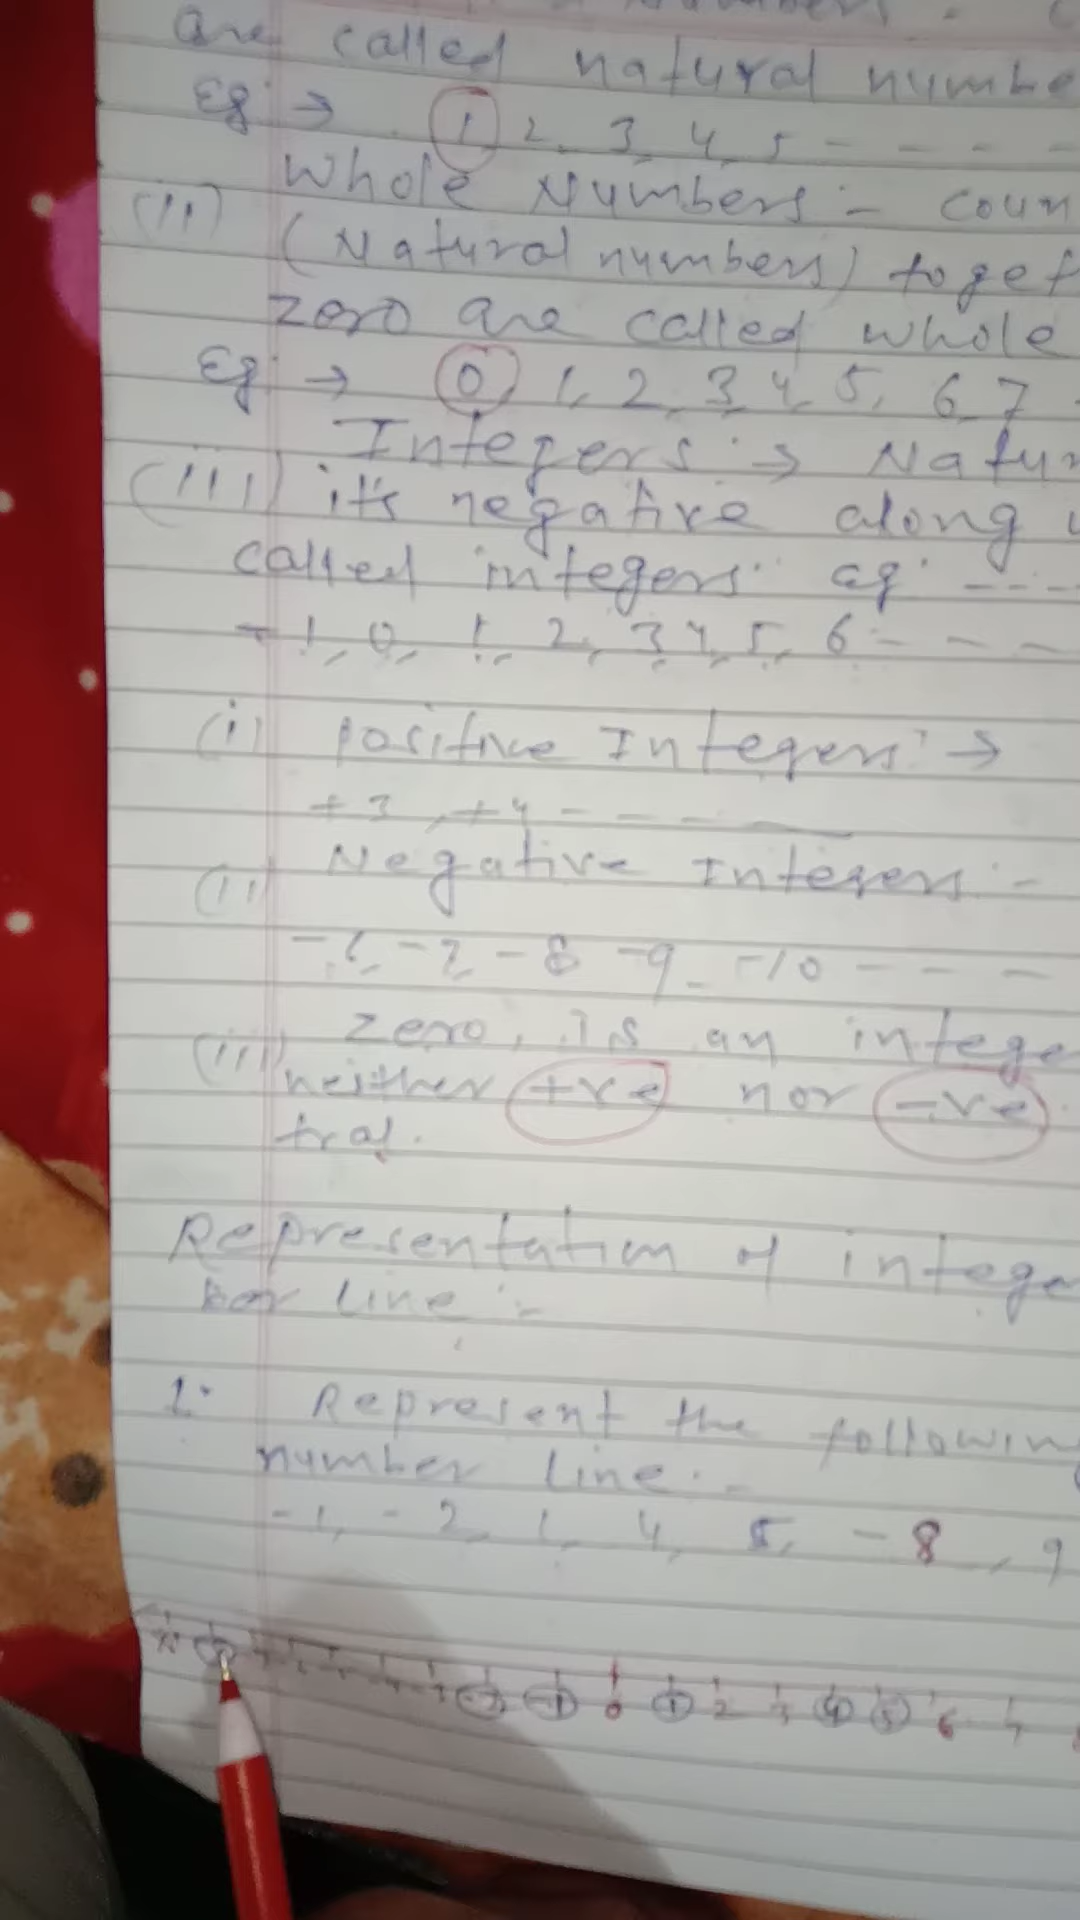 are called natural numbe
Eg: → 1, 2, 3, 4, 5 - - - -
(ii) Whole Numbers: - coun
(Natural numbers) toget
zero are called whole
Eg: → 0, 1, 2, 3, 4, 5, 6, 7
(iii) Integers: → Natur
it's negative along
called integers. eg: - - -
-1, 0, 1, 2, 3, 4, 5, 6 - - -
(i) Positive Integers: →
+3, +4 - - -
(ii) Negative Integers: -
-6, -7, -8 -9, -10 - - -
(iii) Zero, is an intege
neither +ve nor -ve
tral.
Representation of intege
ber line:-
1. Represent the followin
number line. -
-1, -2, 1, 4, 5, -8, 9
-2 -1 0 1 2 3 4 5 6 7